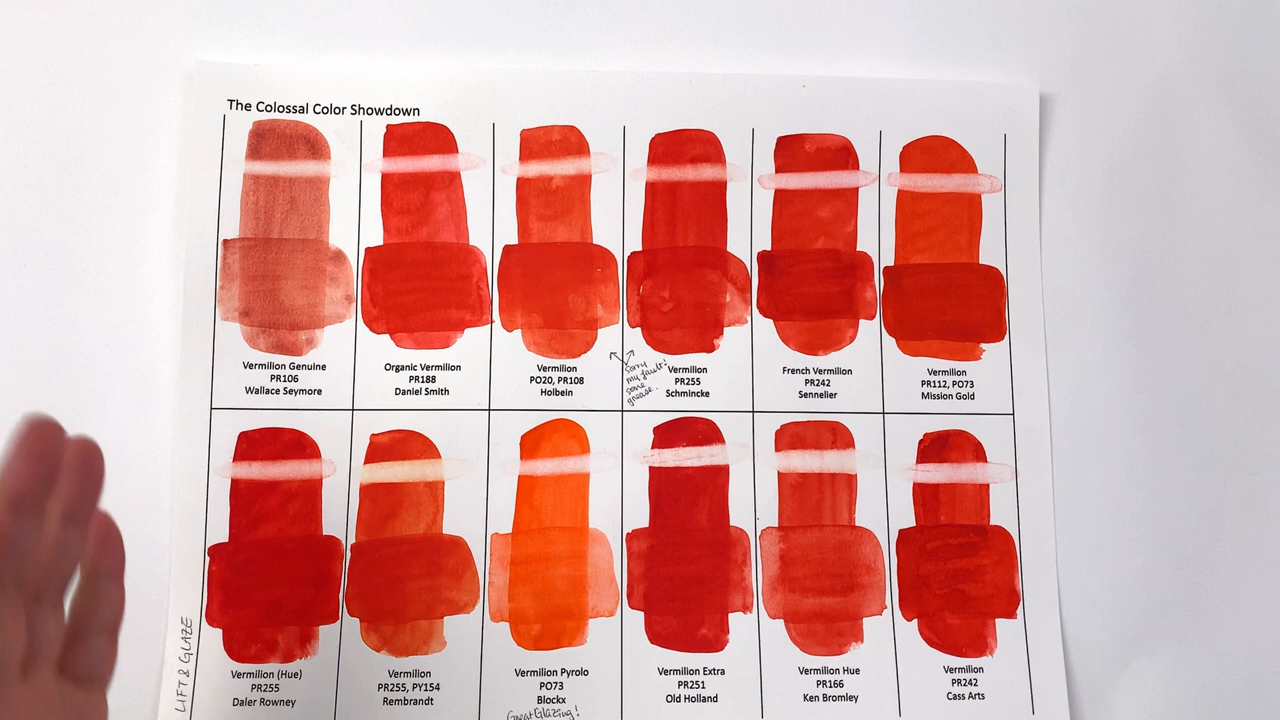 The Colossal Color Showdown
Vermilion Genuine
PR106
Wallace Seymore
Organic Vermilion
PR188
Daniel Smith
Vermilion
PO20, PR108
Holbein
Sorry
my fault!
some
grease.
Vermilion
PR255
Schmincke
French Vermilion
PR242
Sennelier
Vermilion
PR112, PO73
Mission Gold
LIFT & GLAZE
Vermilion (Hue)
PR255
Daler Rowney
Vermilion
PR255, PY154
Rembrandt
Vermilion Pyrolo
PO73
Blockx
Great Glazing!
Vermilion Extra
PR251
Old Holland
Vermilion Hue
PR166
Ken Bromley
Vermilion
PR242
Cass Arts